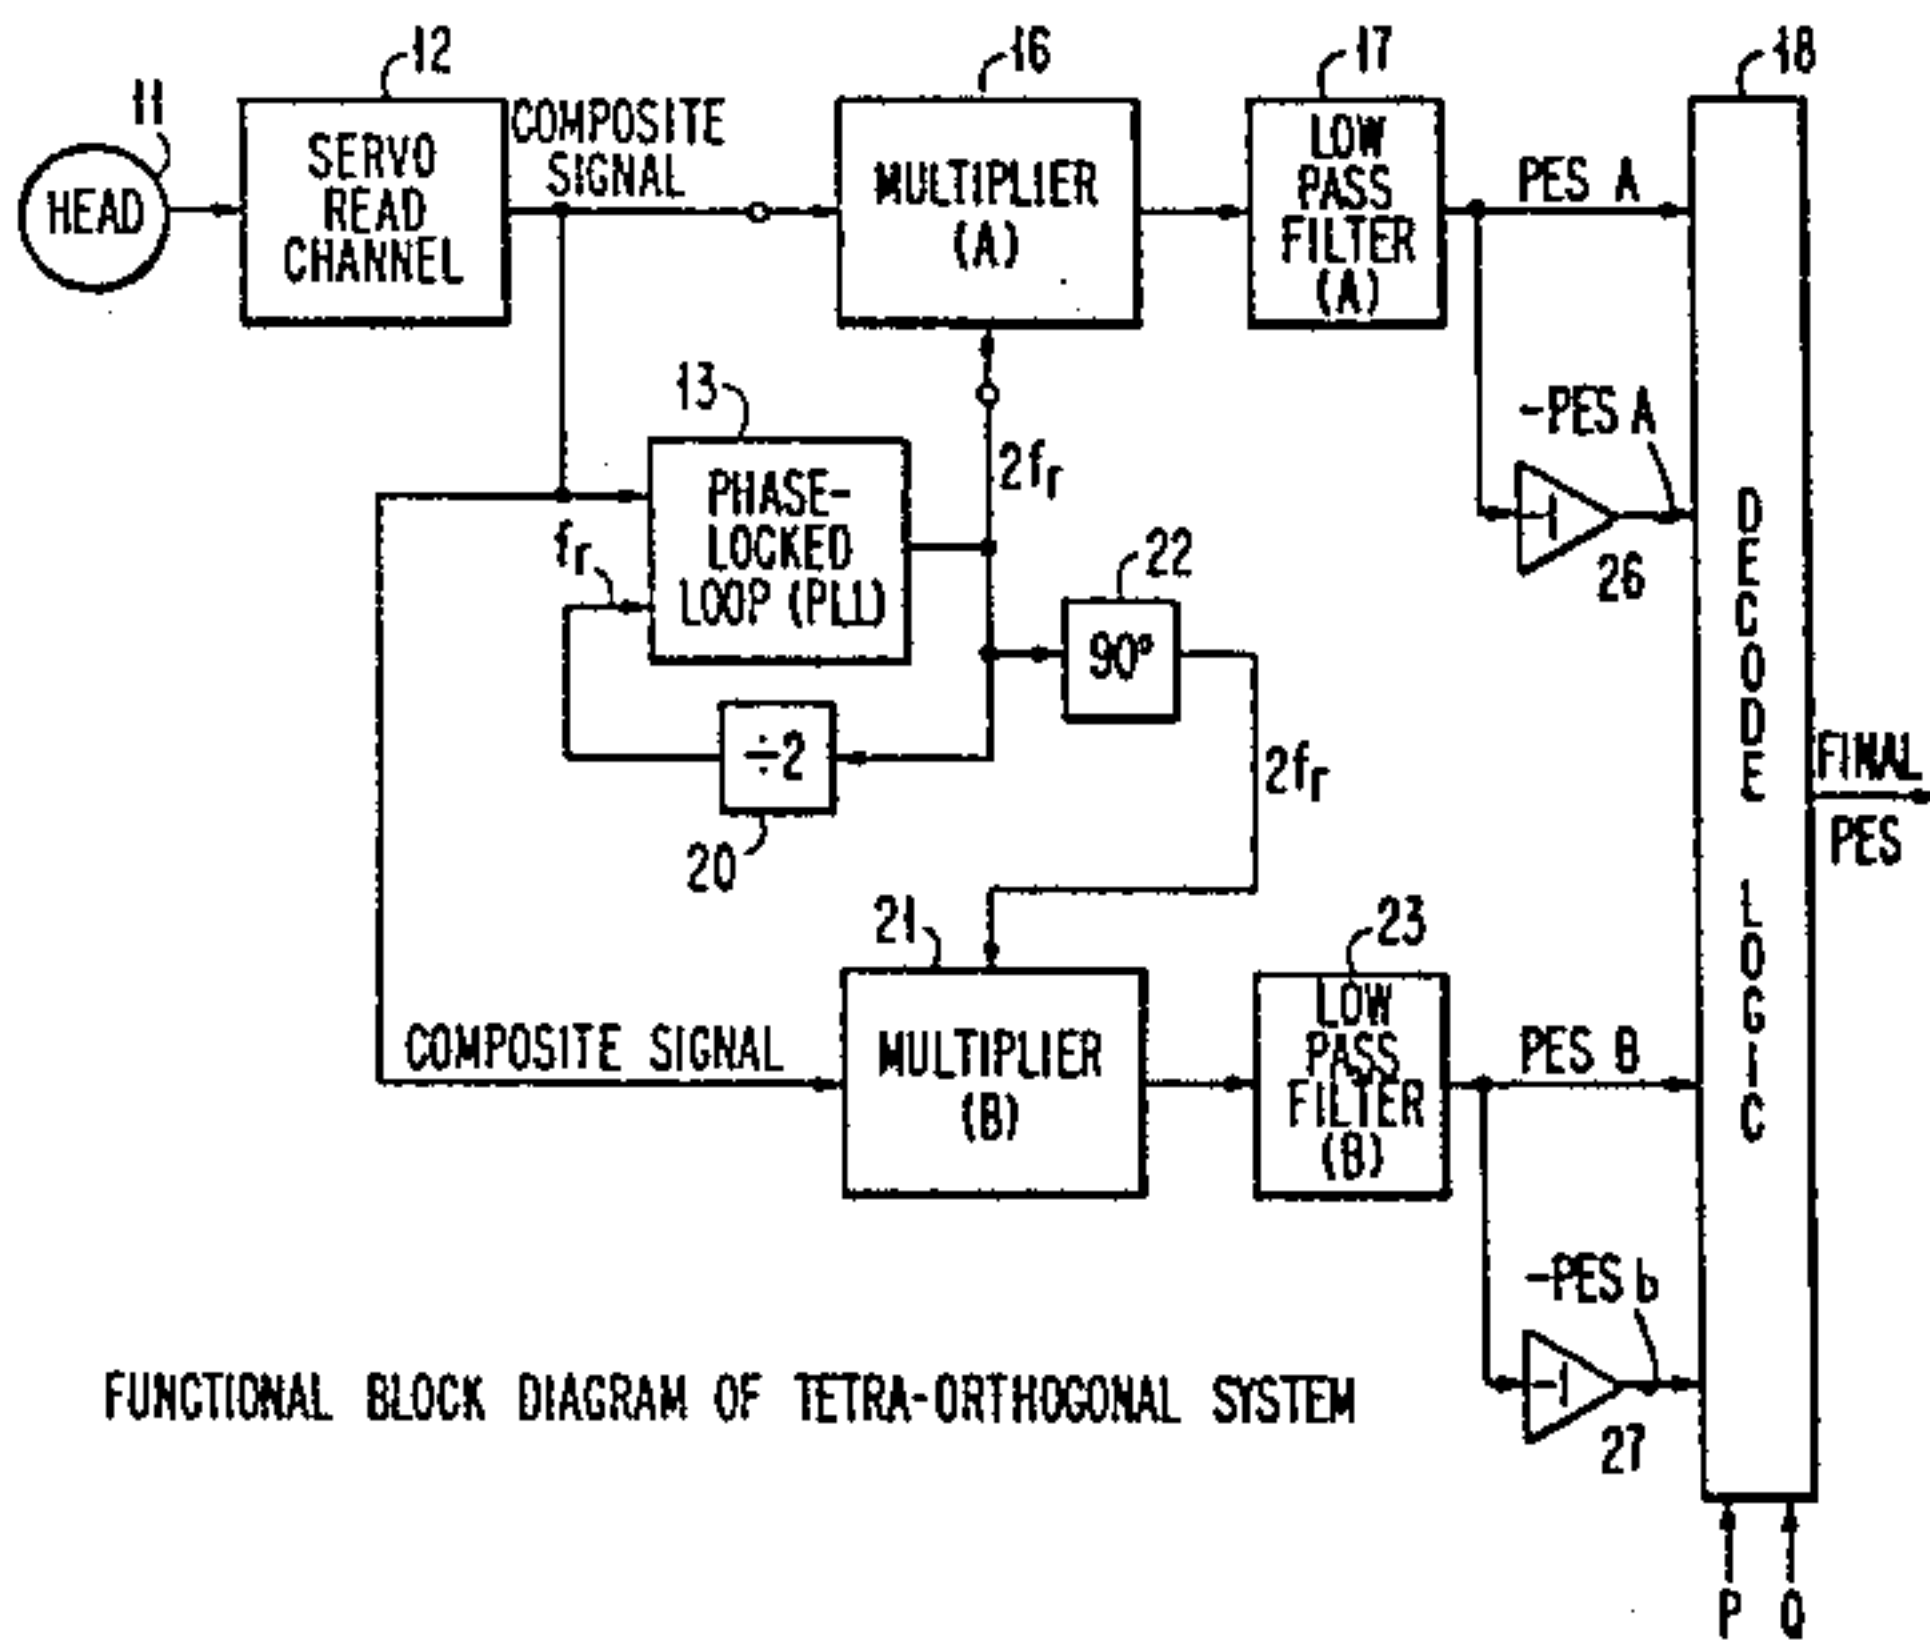 11
HEAD
12
SERVO
READ
CHANNEL
COMPOSITE
SIGNAL
16
MULTIPLIER
(A)
17
LOW
PASS
FILTER
(A)
PES A
18
-PES A
-1
26
13
PHASE-
LOCKED
LOOP (PLL)
fr
2fr
22
90°
÷2
20
2fr
DECODE LOGIC
FINAL
PES
21
COMPOSITE SIGNAL
MULTIPLIER
(B)
23
LOW
PASS
FILTER
(B)
PES B
-PES b
-1
27
P Q
FUNCTIONAL BLOCK DIAGRAM OF TETRA-ORTHOGONAL SYSTEM